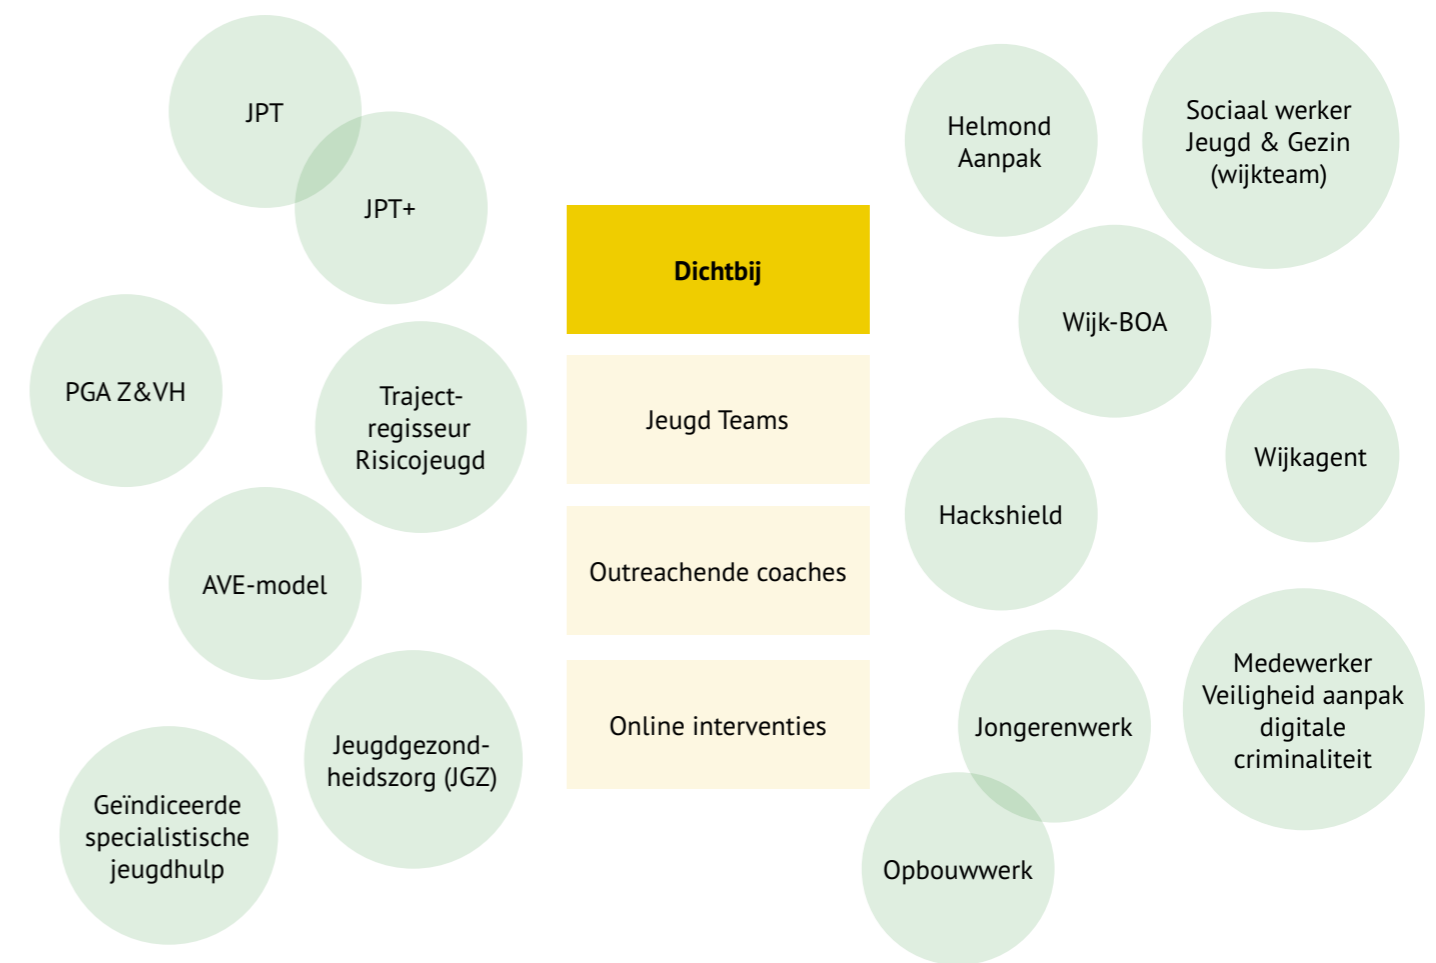 JPT
JPT+
PGA Z&VH
Traject-
regisseur
Risicojeugd
AVE-model
Jeugdgezond-
heidszorg (JGZ)
Geïndiceerde
specialistische
jeugdhulp
Dichtbij
Jeugd Teams
Outreachende coaches
Online interventies
Helmond
Aanpak
Sociaal werker
Jeugd & Gezin
(wijkteam)
Wijk-BOA
Wijkagent
Hackshield
Medewerker
Veiligheid aanpak
digitale
criminaliteit
Jongerenwerk
Opbouwwerk